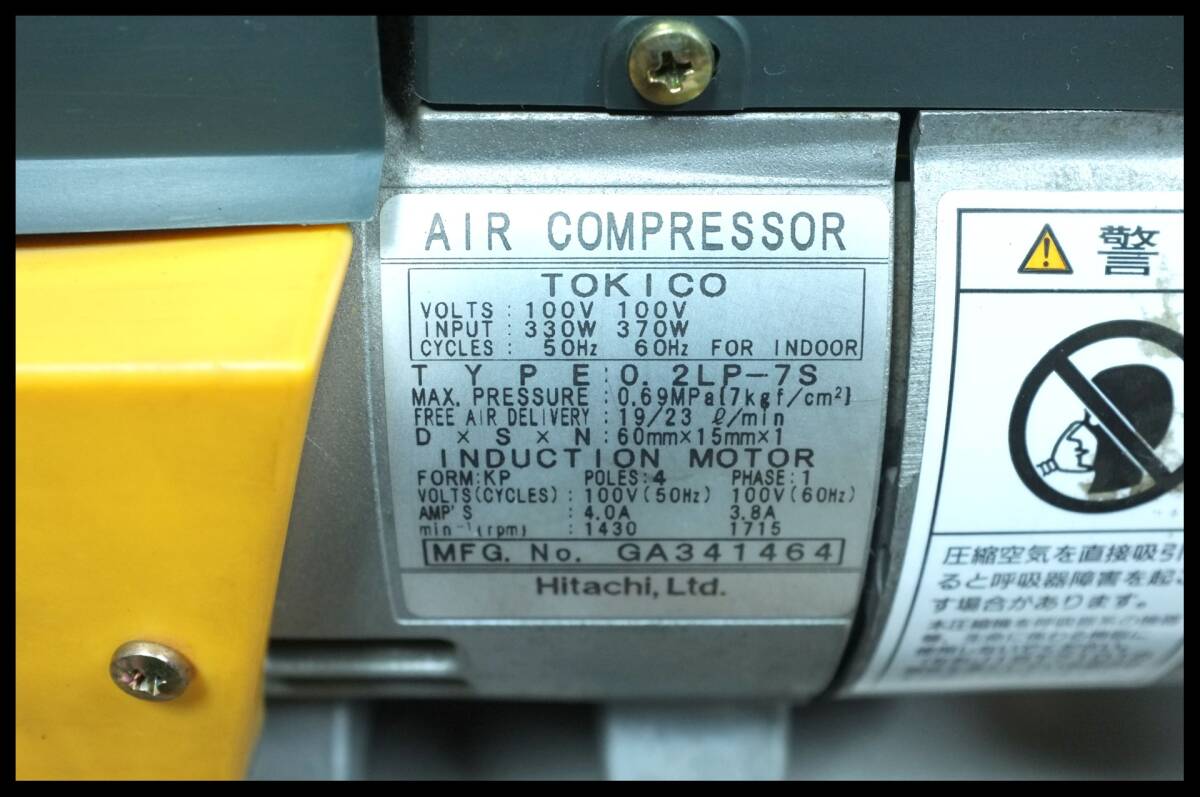 AIR COMPRESSOR
TOKICO
VOLTS : 100V 100V
INPUT : 330W 370W
CYCLES : 50Hz 60Hz FOR INDOOR
TYPE : 0.2LP-7S
MAX. PRESSURE : 0.69MPa[7kgf/cm²]
FREE AIR DELIVERY : 19/23 ℓ/min
D×S×N : 60mm×15mm×1
INDUCTION MOTOR
FORM : KP POLES : 4 PHASE : 1
VOLTS(CYCLES) : 100V(50Hz) 100V(60Hz)
AMP'S : 4.0A 3.8A
min⁻¹(rpm) : 1430 1715
MFG. No. GA341464
Hitachi, Ltd.
警
圧縮空気を直接吸引
ると呼吸器障害を起こ
す場合があります。